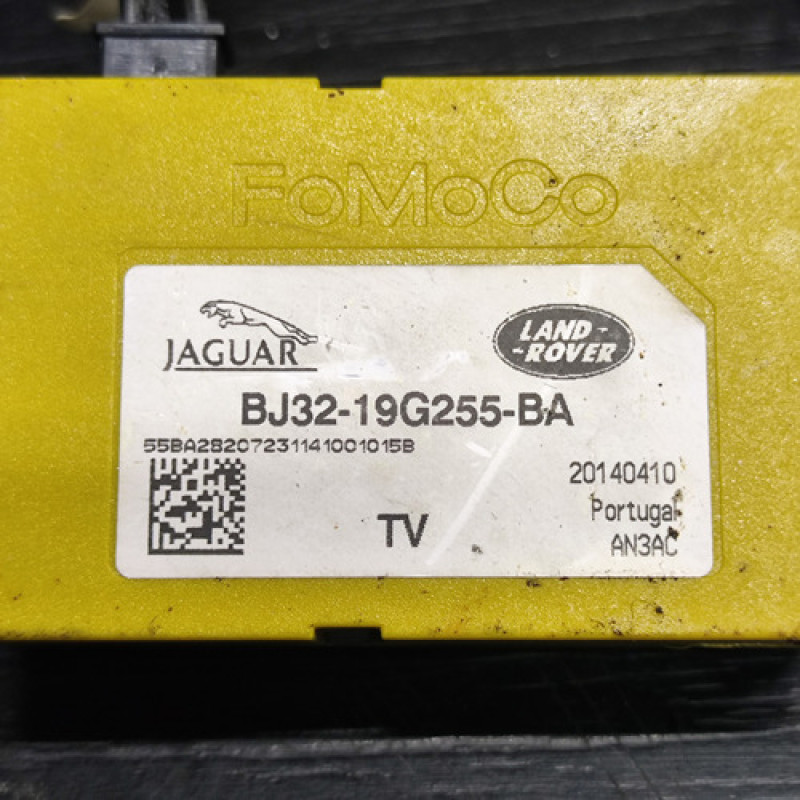 FoMoCo
JAGUAR
LAND-
-ROVER
BJ32-19G255-BA
55BA28207231141001015B
20140410
Portugal
TV
AN3AC